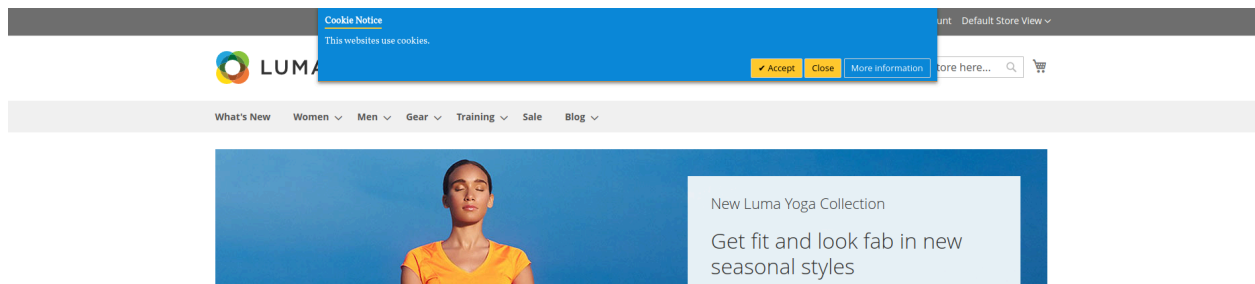 Cookie Notice
This websites use cookies.
✔ Accept Close More information
unt Default Store View
LUMA
tore here...
What's New Women Men Gear Training Sale Blog
New Luma Yoga Collection
Get fit and look fab in new
seasonal styles